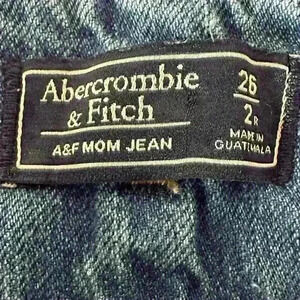 Abercrombie
& Fitch
A&F MOM JEAN
26
2R
MADE IN
GUATEMALA